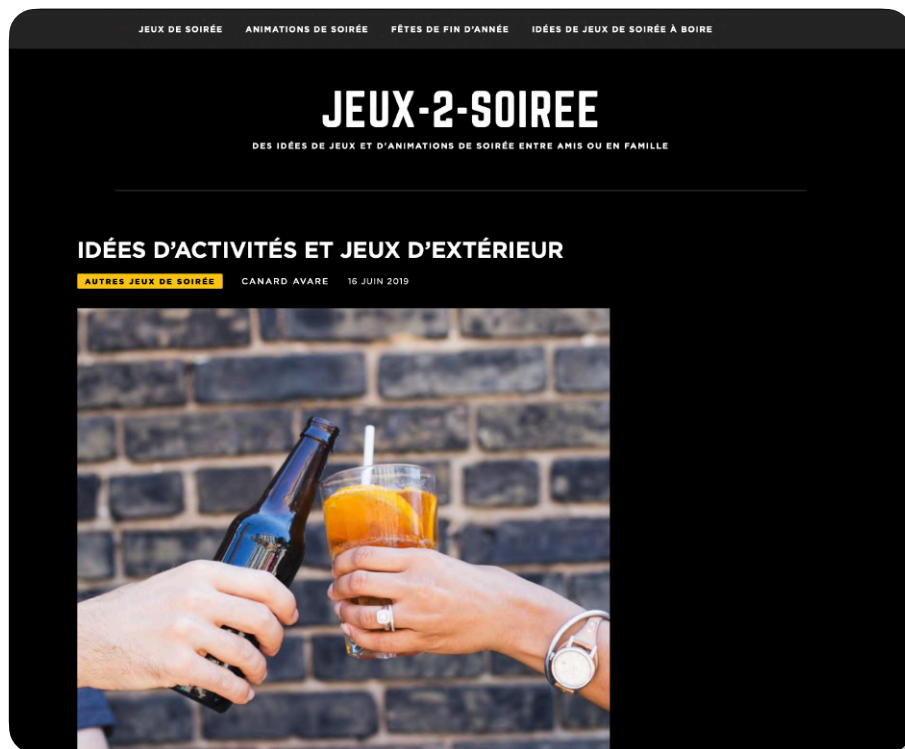 JEUX DE SOIRÉE ANIMATIONS DE SOIRÉE FÊTES DE FIN D'ANNÉE IDÉES DE JEUX DE SOIRÉE À BOIRE
JEUX-2-SOIREE
DES IDÉES DE JEUX ET D'ANIMATIONS DE SOIRÉE ENTRE AMIS OU EN FAMILLE
IDÉES D'ACTIVITÉS ET JEUX D'EXTÉRIEUR
AUTRES JEUX DE SOIRÉE CANARD AVARE 16 JUIN 2019